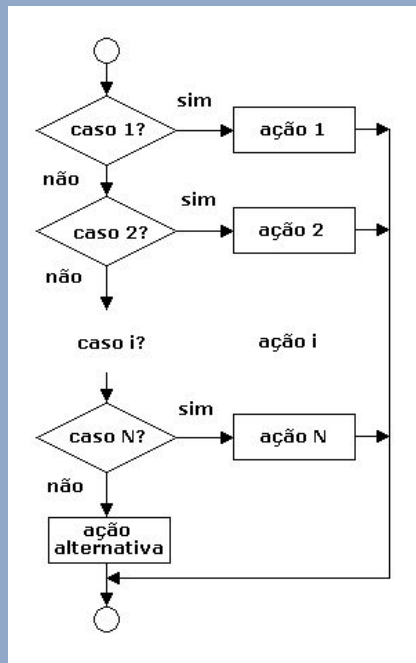 sim
caso 1?
ação 1
não
sim
caso 2?
ação 2
não
caso i?
ação i
sim
caso N?
ação N
não
ação
alternativa